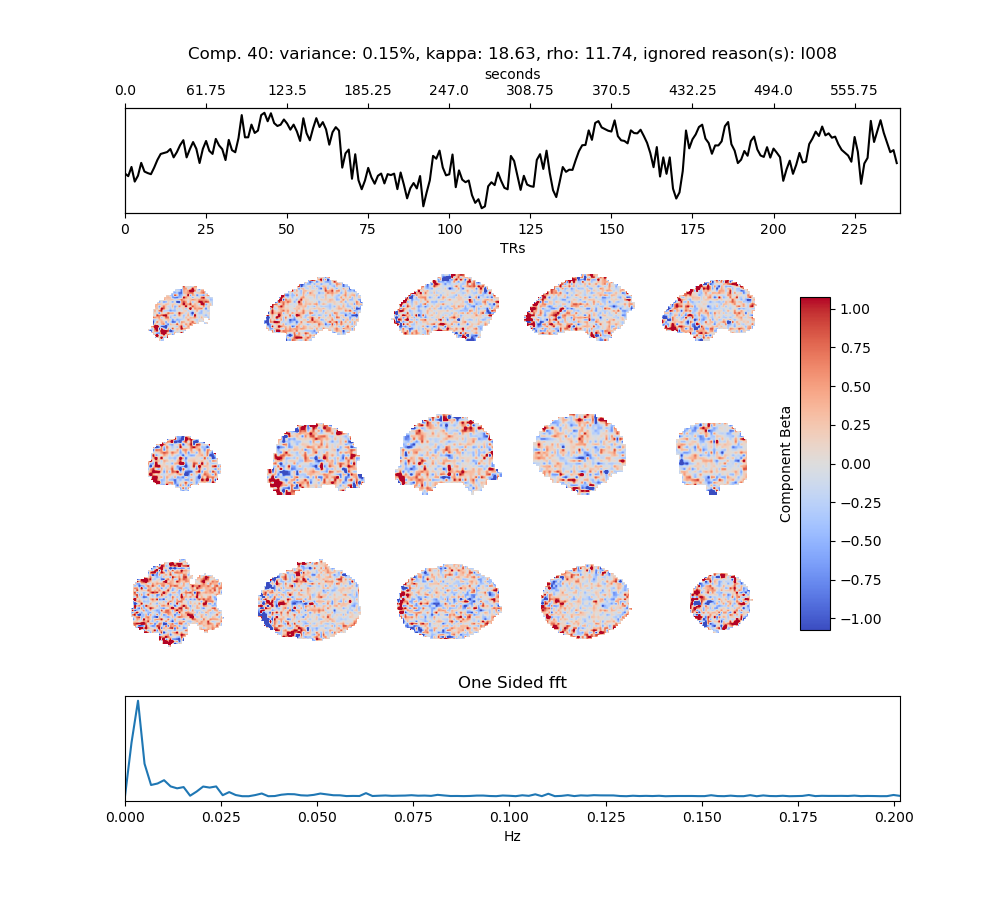 Comp. 40: variance: 0.15%, kappa: 18.63, rho: 11.74, ignored reason(s): I008
seconds
0.0 61.75 123.5 185.25 247.0 308.75 370.5 432.25 494.0 555.75
0 25 50 75 100 125 150 175 200 225
TRs
1.00
0.75
0.50
0.25
0.00
−0.25
−0.50
−0.75
−1.00
Component Beta
One Sided fft
0.000 0.025 0.050 0.075 0.100 0.125 0.150 0.175 0.200
Hz